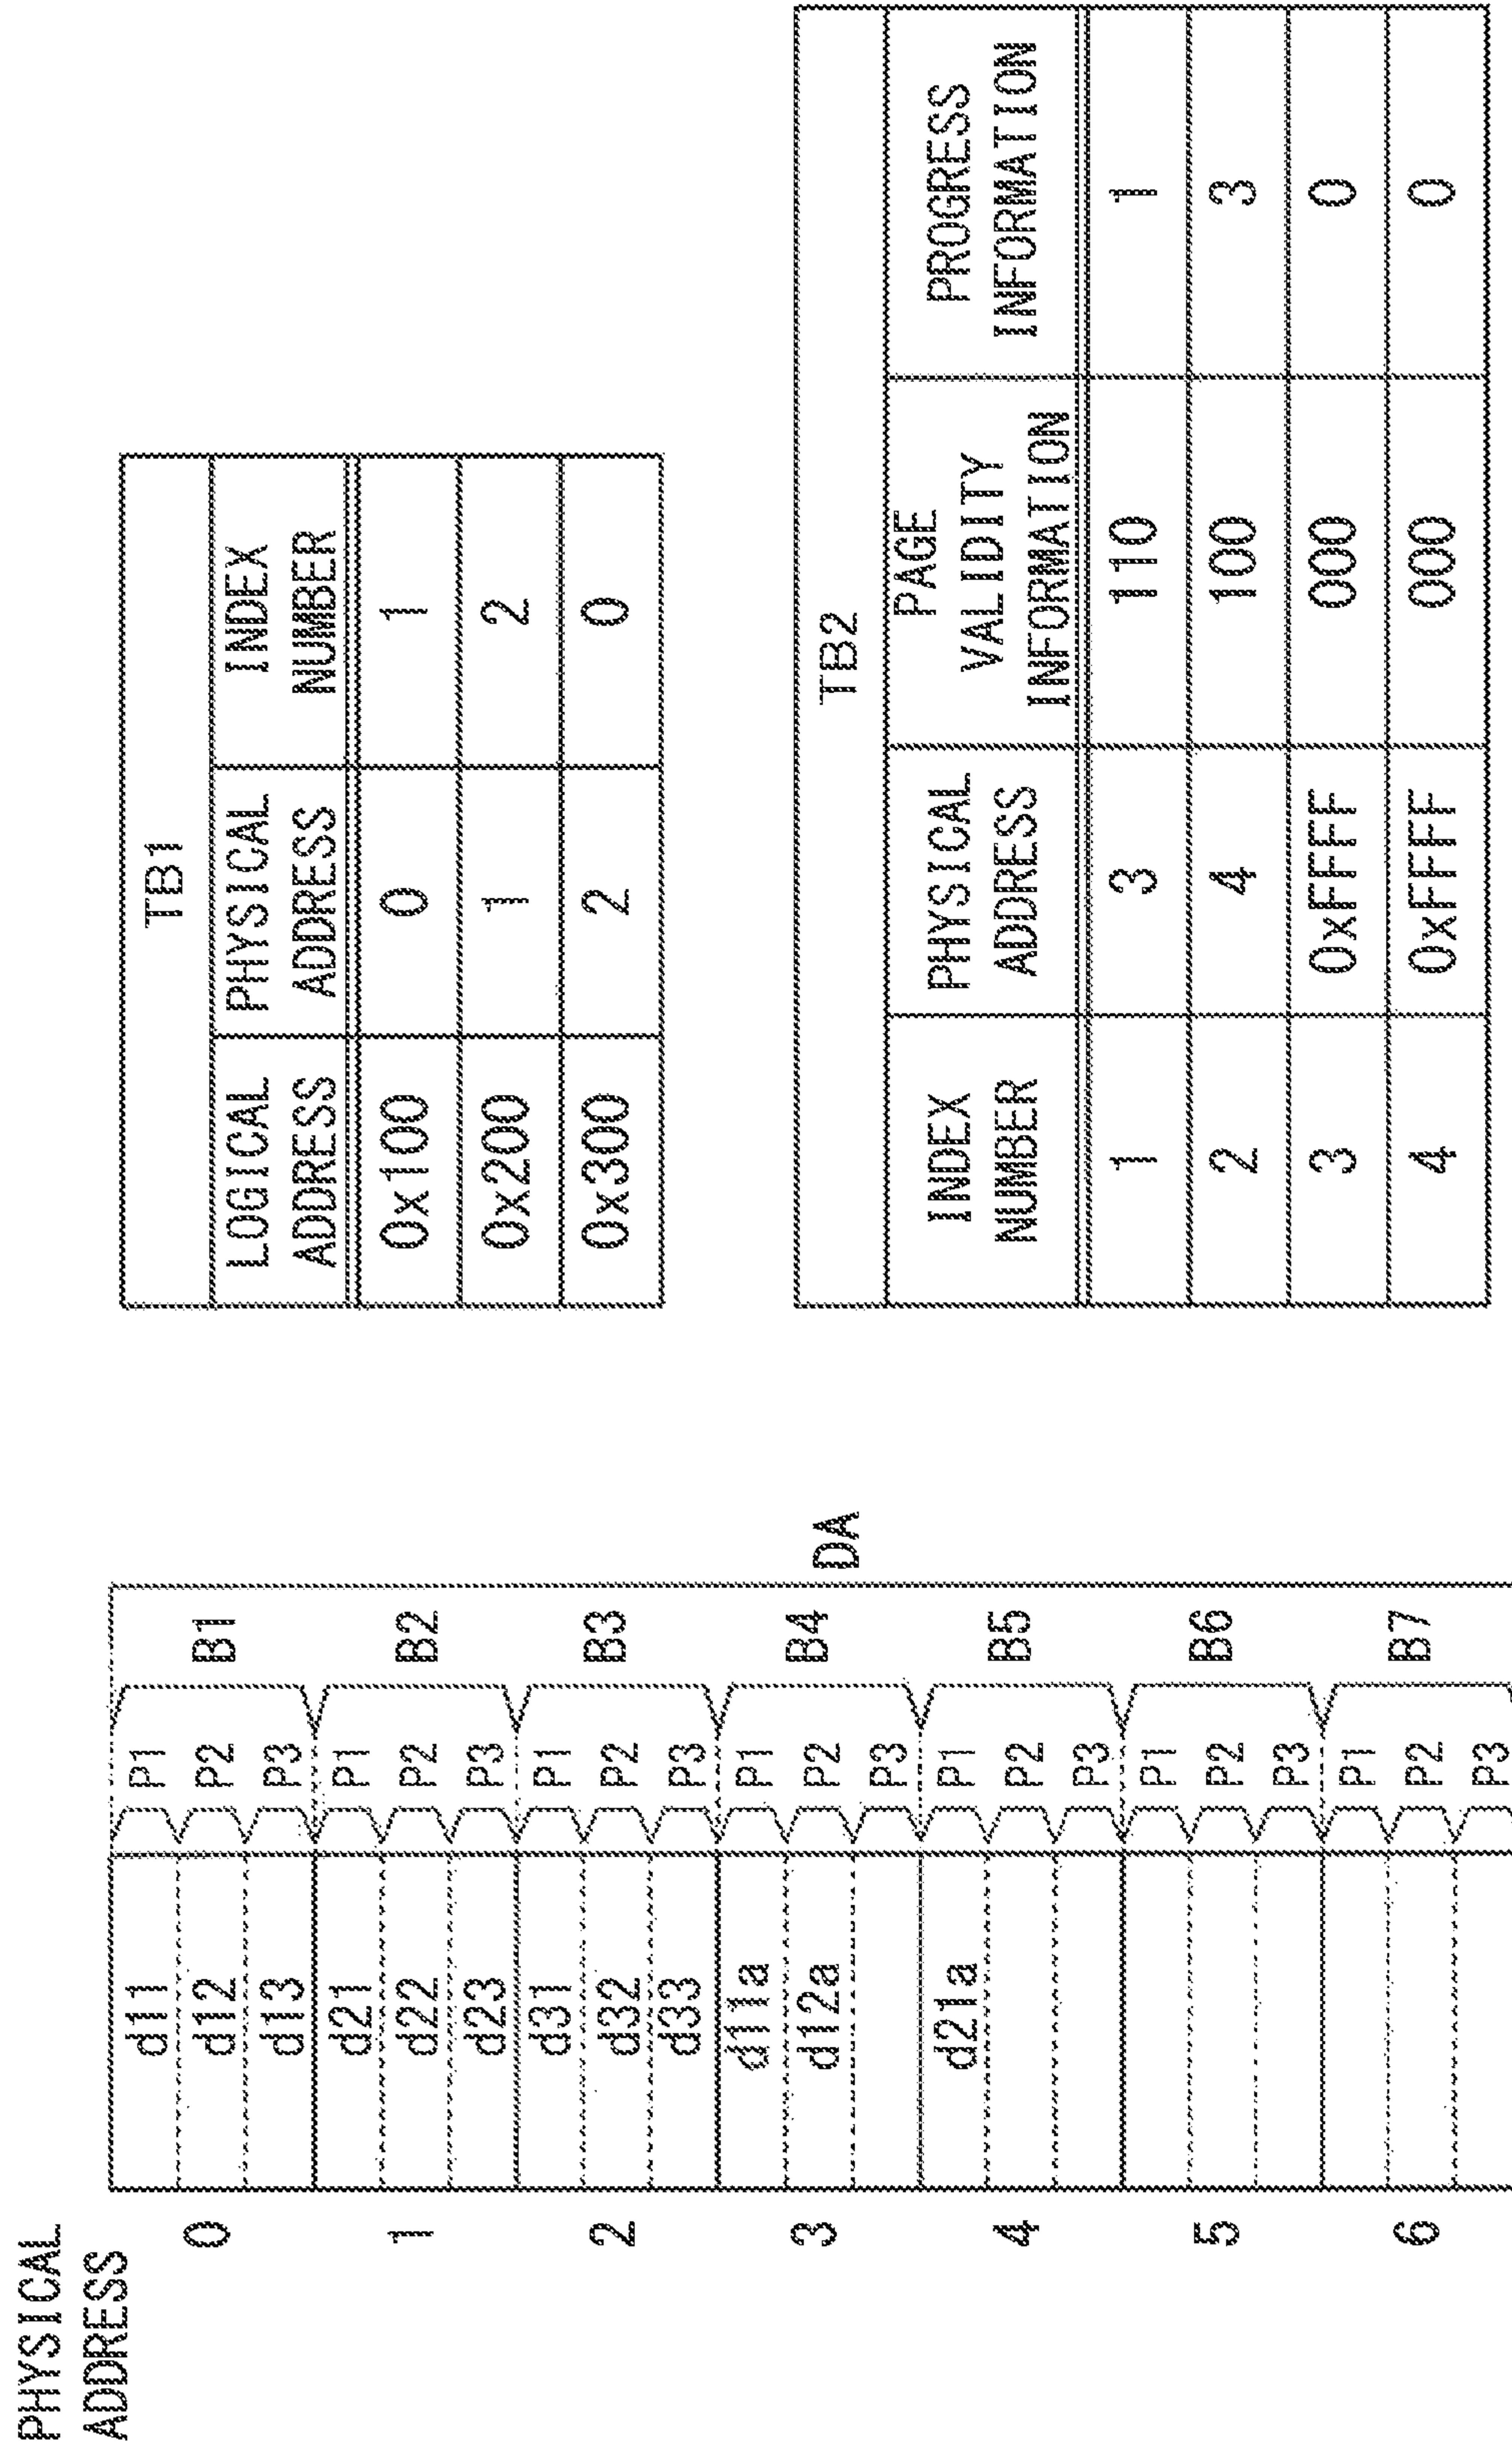 PHYSICAL
ADDRESS
0
d11 P1
d12 P2 B1
d13 P3
1
d21 P1
d22 P2 B2
d23 P3
2
d31 P1
d32 P2 B3
d33 P3
3
d11a P1
d12a P2 B4
P3
DA
4
d21a P1
P2 B5
P3
5
P1
P2 B6
P3
6
P1
P2 B7
P3
TB1
LOGICAL PHYSICAL INDEX
ADDRESS ADDRESS NUMBER
0x100 0 1
0x200 1 2
0x300 2 0
TB2
PAGE
INDEX PHYSICAL VALIDITY PROGRESS
NUMBER ADDRESS INFORMATION INFORMATION
1 3 110 1
2 4 100 3
3 0xFFFF 000 0
4 0xFFFF 000 0